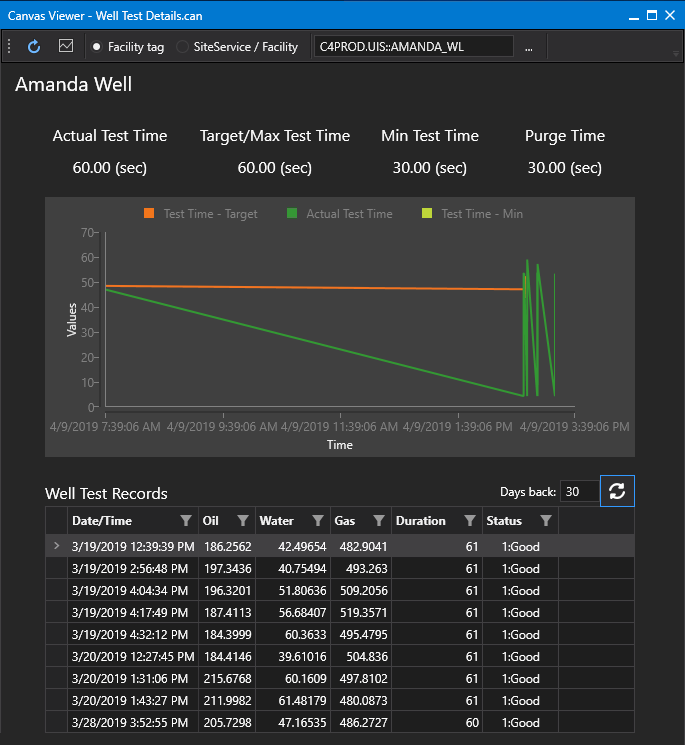 Canvas Viewer - Well Test Details.can
Facility tag SiteService / Facility C4PROD.UIS::AMANDA_WL ...
Amanda Well
Actual Test Time Target/Max Test Time Min Test Time Purge Time
60.00 (sec) 60.00 (sec) 30.00 (sec) 30.00 (sec)
Test Time - Target Actual Test Time Test Time - Min
70
60
50
40
30
20
10
0
Values
4/9/2019 7:39:06 AM 4/9/2019 9:39:06 AM 4/9/2019 11:39:06 AM 4/9/2019 1:39:06 PM 4/9/2019 3:39:06 PM
Time
Well Test Records Days back: 30
Date/Time Oil Water Gas Duration Status
3/19/2019 12:39:39 PM 186.2562 42.49654 482.9041 61 1:Good
3/19/2019 2:56:48 PM 197.3436 40.75494 493.263 61 1:Good
3/19/2019 4:04:34 PM 196.3201 51.80636 509.2056 61 1:Good
3/19/2019 4:17:49 PM 187.4113 56.68407 519.3571 61 1:Good
3/19/2019 4:32:12 PM 184.3999 60.3633 495.4795 61 1:Good
3/20/2019 12:27:45 PM 184.4146 39.61016 504.836 61 1:Good
3/20/2019 1:31:06 PM 215.6768 60.1609 497.8102 61 1:Good
3/20/2019 1:43:27 PM 211.9982 61.48179 480.0873 61 1:Good
3/28/2019 3:52:55 PM 205.7298 47.16535 486.2727 60 1:Good